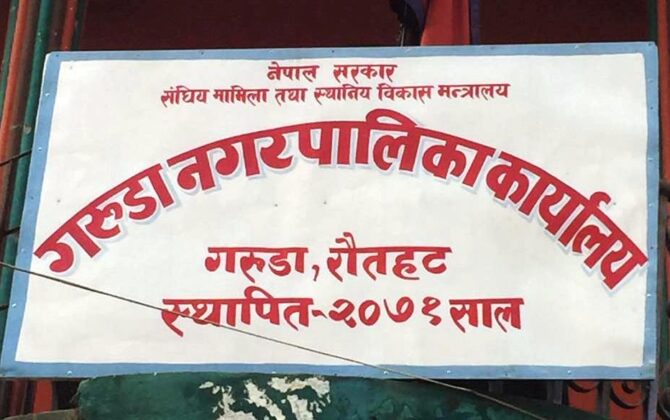 नेपाल सरकार
संघिय मामिला तथा स्थानिय विकास मन्त्रालय
गरुडा नगरपालिका कार्यालय
गरुडा, रौतहट
स्थापित-२०७१ साल